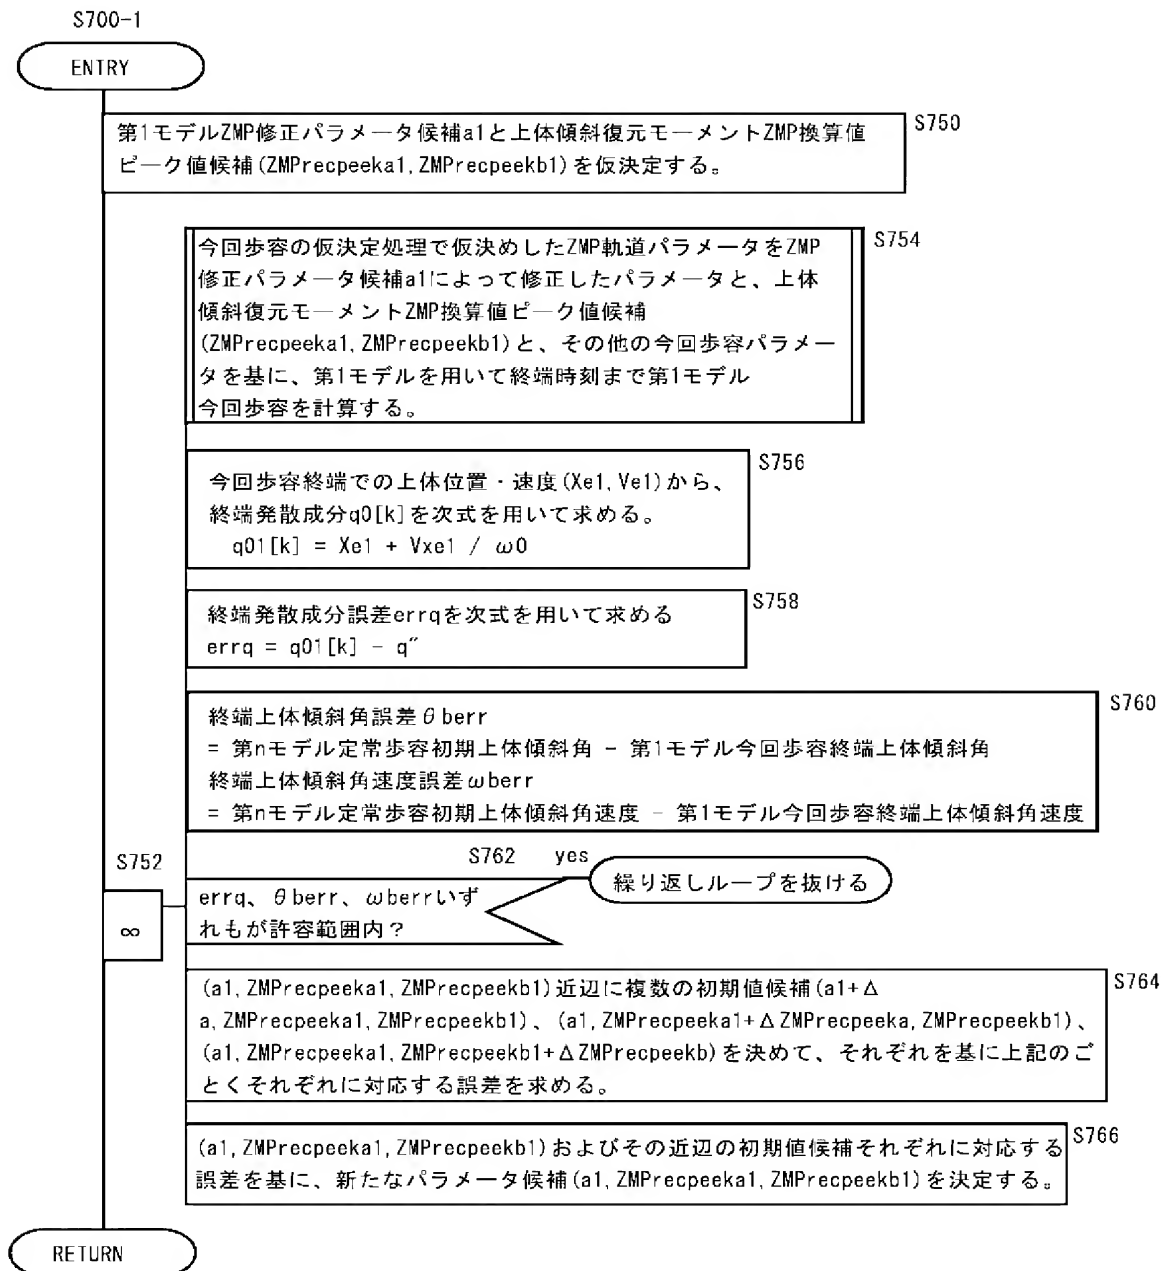 S700-1
ENTRY
S750
第1モデルZMP修正パラメータ候補a1と上体傾斜復元モーメントZMP換算値
ピーク値候補(ZMPrecpeeka1,ZMPrecpeekb1)を仮決定する。
S754
今回歩容の仮決定処理で仮決めしたZMP軌道パラメータをZMP
修正パラメータ候補a1によって修正したパラメータと、上体
傾斜復元モーメントZMP換算値ピーク値候補
(ZMPrecpeeka1,ZMPrecpeekb1)と、その他の今回歩容パラメー
タを基に、第1モデルを用いて終端時刻まで第1モデル
今回歩容を計算する。
S756
今回歩容終端での上体位置・速度(Xe1,Ve1)から、
終端発散成分q0[k]を次式を用いて求める。
q01[k] = Xe1 + Vxe1 / ω0
S758
終端発散成分誤差errqを次式を用いて求める
errq = q01[k] - q″
S760
終端上体傾斜角誤差θberr
= 第nモデル定常歩容初期上体傾斜角 - 第1モデル今回歩容終端上体傾斜角
終端上体傾斜角速度誤差ωberr
= 第nモデル定常歩容初期上体傾斜角速度 - 第1モデル今回歩容終端上体傾斜角速度
S752
∞
S762 yes
errq、θberr、ωberrいず
れもが許容範囲内?
繰り返しループを抜ける
S764
(a1,ZMPrecpeeka1,ZMPrecpeekb1)近辺に複数の初期値候補(a1+Δ
a,ZMPrecpeeka1,ZMPrecpeekb1)、(a1,ZMPrecpeeka1+ΔZMPrecpeeka,ZMPrecpeekb1)、
(a1,ZMPrecpeeka1,ZMPrecpeekb1+ΔZMPrecpeekb)を決めて、それぞれを基に上記のご
とくそれぞれに対応する誤差を求める。
S766
(a1,ZMPrecpeeka1,ZMPrecpeekb1)およびその近辺の初期値候補それぞれに対応する
誤差を基に、新たなパラメータ候補(a1,ZMPrecpeeka1,ZMPrecpeekb1)を決定する。
RETURN